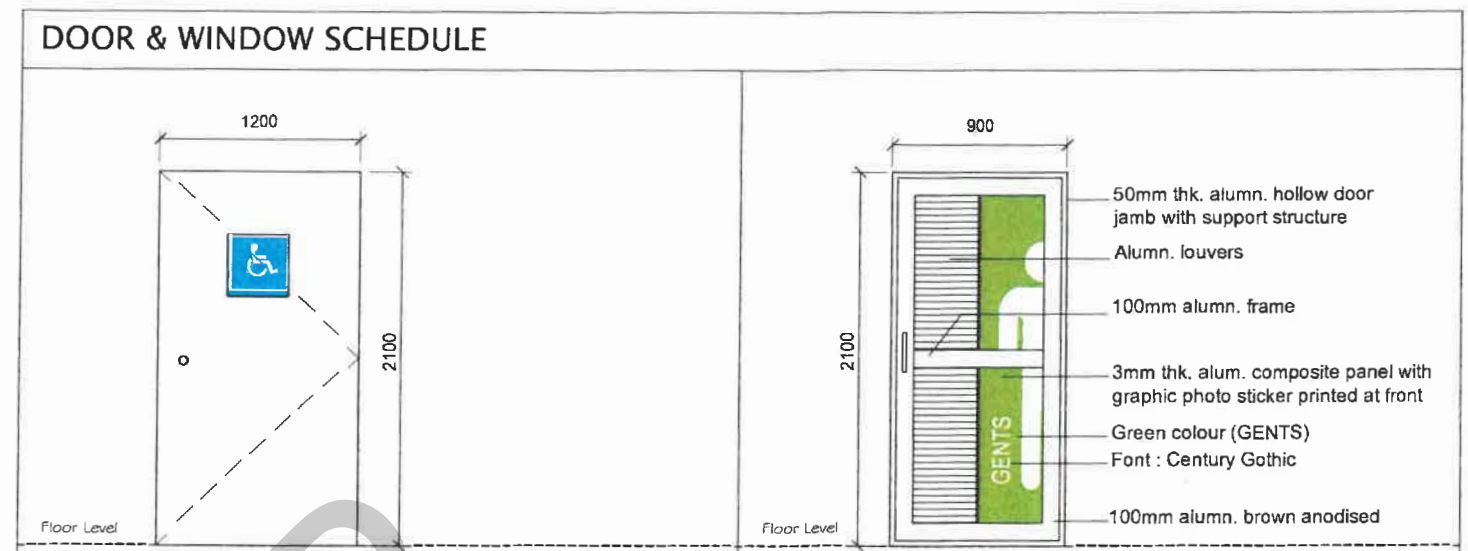 DOOR & WINDOW SCHEDULE
1200
2100
Floor Level
900
2100
50mm thk. alumn. hollow door
jamb with support structure
Alumn. louvers
100mm alumn. frame
3mm thk. alum. composite panel with
graphic photo sticker printed at front
GENTS
Green colour (GENTS)
Font : Century Gothic
100mm alumn. brown anodised
Floor Level